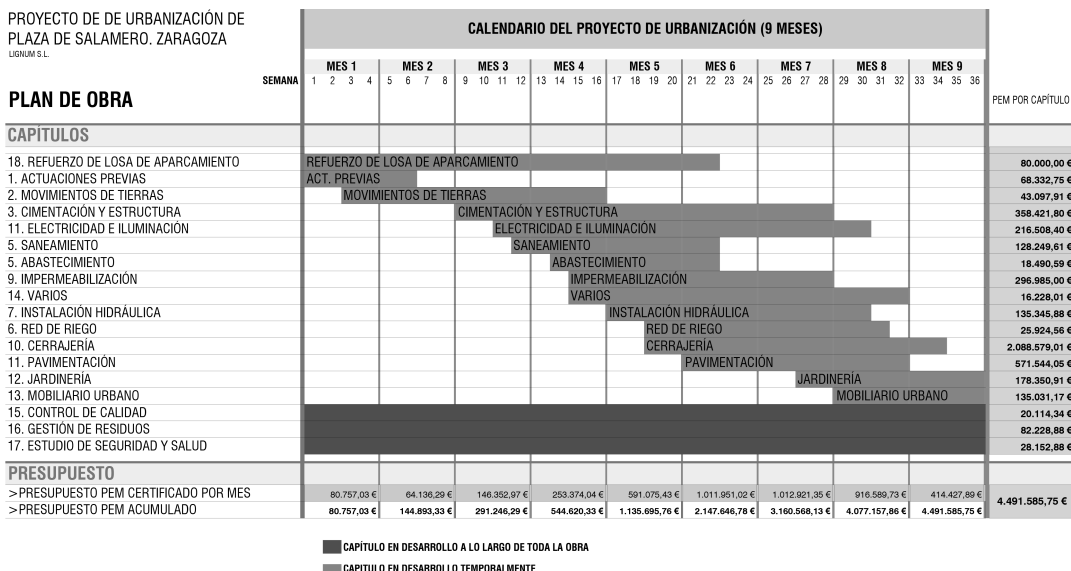 PROYECTO DE DE URBANIZACIÓN DE
PLAZA DE SALAMERO. ZARAGOZA
LIGNUM S.L.
CALENDARIO DEL PROYECTO DE URBANIZACIÓN (9 MESES)
MES 1 MES 2 MES 3 MES 4 MES 5 MES 6 MES 7 MES 8 MES 9
SEMANA 1 2 3 4 5 6 7 8 9 10 11 12 13 14 15 16 17 18 19 20 21 22 23 24 25 26 27 28 29 30 31 32 33 34 35 36
PLAN DE OBRA PEM POR CAPÍTULO
CAPÍTULOS
18. REFUERZO DE LOSA DE APARCAMIENTO REFUERZO DE LOSA DE APARCAMIENTO 80.000,00 €
1. ACTUACIONES PREVIAS ACT. PREVIAS 68.332,75 €
2. MOVIMIENTOS DE TIERRAS MOVIMIENTOS DE TIERRAS 43.097,91 €
3. CIMENTACIÓN Y ESTRUCTURA CIMENTACIÓN Y ESTRUCTURA 358.421,80 €
11. ELECTRICIDAD E ILUMINACIÓN ELECTRICIDAD E ILUMINACIÓN 216.508,40 €
5. SANEAMIENTO SANEAMIENTO 128.249,61 €
5. ABASTECIMIENTO ABASTECIMIENTO 18.490,59 €
9. IMPERMEABILIZACIÓN IMPERMEABILIZACIÓN 296.985,00 €
14. VARIOS VARIOS 16.228,01 €
7. INSTALACIÓN HIDRÁULICA INSTALACIÓN HIDRÁULICA 135.345,88 €
6. RED DE RIEGO RED DE RIEGO 25.924,56 €
10. CERRAJERÍA CERRAJERÍA 2.088.579,01 €
11. PAVIMENTACIÓN PAVIMENTACIÓN 571.544,05 €
12. JARDINERÍA JARDINERÍA 178.350,91 €
13. MOBILIARIO URBANO MOBILIARIO URBANO 135.031,17 €
15. CONTROL DE CALIDAD 20.114,34 €
16. GESTIÓN DE RESIDUOS 82.228,88 €
17. ESTUDIO DE SEGURIDAD Y SALUD 28.152,88 €
PRESUPUESTO
>PRESUPUESTO PEM CERTIFICADO POR MES 80.757,03 € 64.136,29 € 146.352,97 € 253.374,04 € 591.075,43 € 1.011.951,02 € 1.012.921,35 € 916.589,73 € 414.427,89 €
4.491.585,75 €
>PRESUPUESTO PEM ACUMULADO 80.757,03 € 144.893,33 € 291.246,29 € 544.620,33 € 1.135.695,76 € 2.147.646,78 € 3.160.568,13 € 4.077.157,86 € 4.491.585,75 €
CAPÍTULO EN DESARROLLO A LO LARGO DE TODA LA OBRA
CAPITULO EN DESARROLLO TEMPORALMENTE